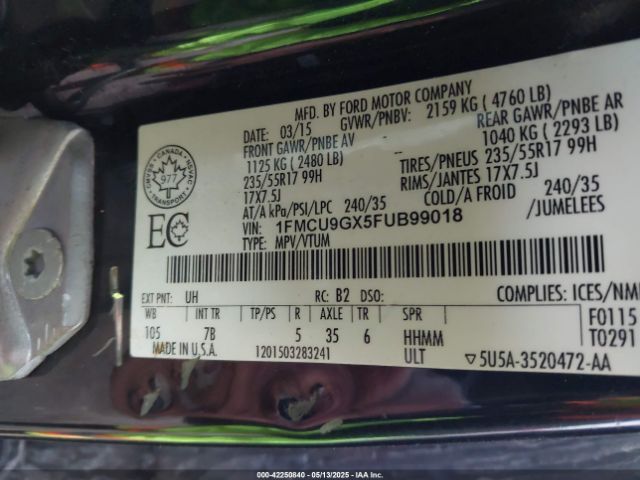 MFD. BY FORD MOTOR COMPANY
DATE: 03/15 GVWR/PNBV: 2159 KG ( 4760 LB)
FRONT GAWR/PNBE AV REAR GAWR/PNBE AR
1125 KG ( 2480 LB) 1040 KG ( 2293 LB)
235/55R17 99H TIRES/PNEUS 235/55R17 99H
17X7.5J RIMS/JANTES 17X7.5J
AT/A kPa/PSI/LPC 240/35 COLD/A FROID 240/35
VIN: 1FMCU9GX5FUB99018 /JUMELEES
TYPE: MPV/VTUM
CANADA
977
EC
EXT PNT: UH RC: B2 DSO: COMPLIES: ICES/NM
WB INT TR TP/PS R AXLE TR SPR F0115
105 7B 5 35 6 HHMM T0291
MADE IN U.S.A. 1201503283241 ULT 5U5A-3520472-AA
000-42250840 - 05/13/2025 - IAA Inc.